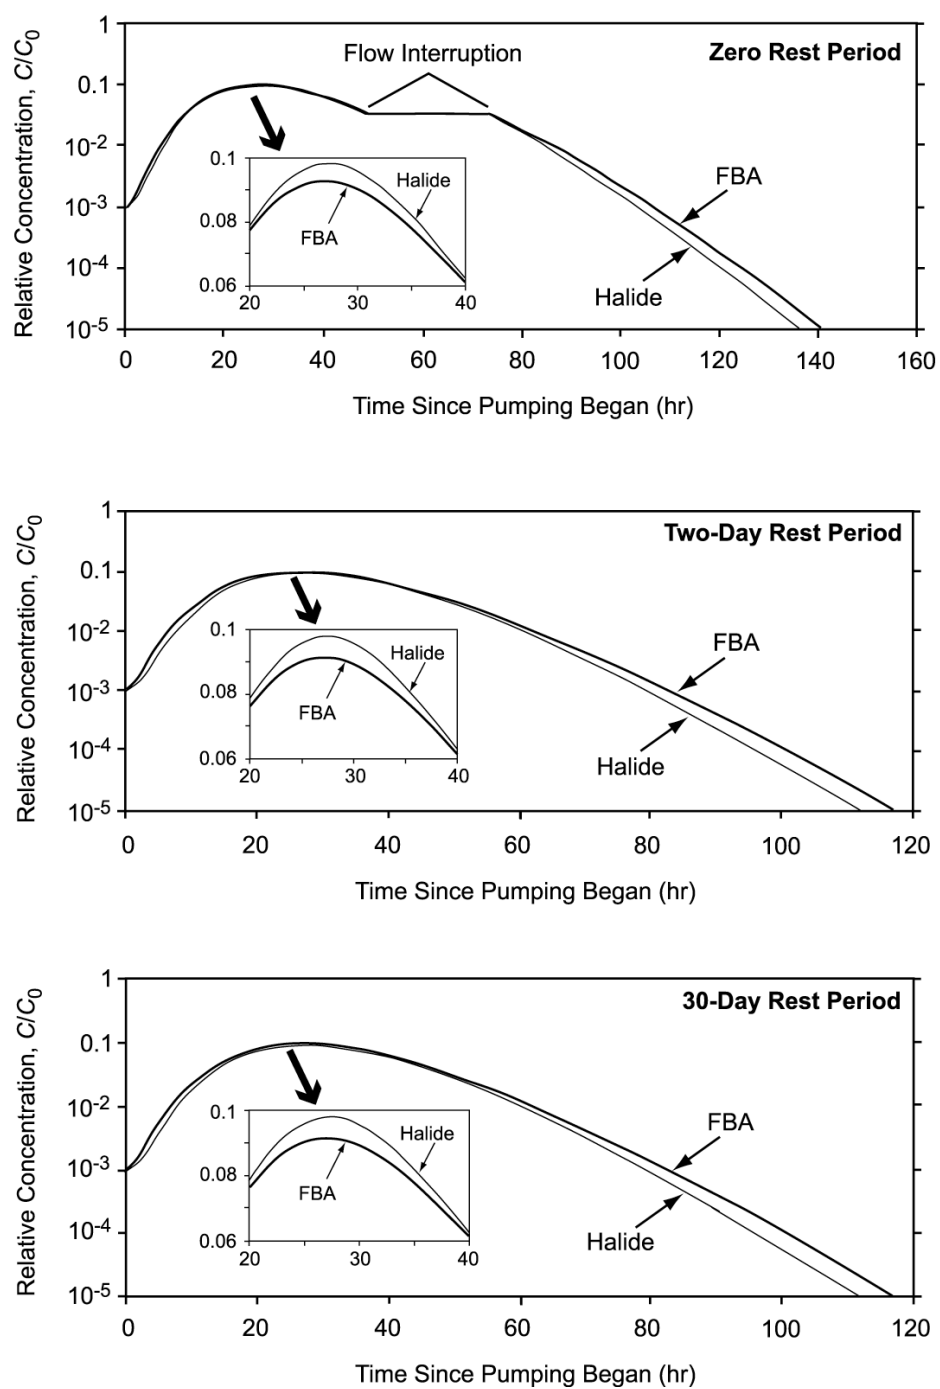 Zero Rest Period
Flow Interruption
Relative Concentration, C/C0
1
0.1
10-2
10-3
10-4
10-5
FBA
Halide
0.1
0.08
0.06
Halide
FBA
20 30 40
0 20 40 60 80 100 120 140 160
Time Since Pumping Began (hr)
Two-Day Rest Period
Relative Concentration, C/C0
1
0.1
10-2
10-3
10-4
10-5
FBA
Halide
0.1
0.08
0.06
Halide
FBA
20 30 40
0 20 40 60 80 100 120
Time Since Pumping Began (hr)
30-Day Rest Period
Relative Concentration, C/C0
1
0.1
10-2
10-3
10-4
10-5
FBA
Halide
0.1
0.08
0.06
Halide
FBA
20 30 40
0 20 40 60 80 100 120
Time Since Pumping Began (hr)